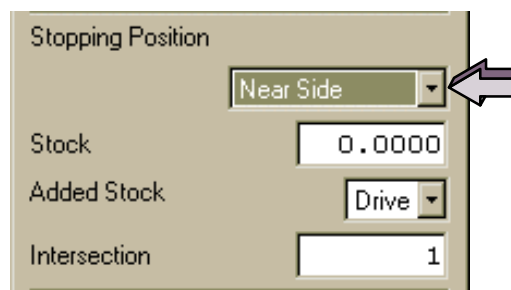 Stopping Position
Near Side
Stock 0.0000
Added Stock Drive
Intersection 1